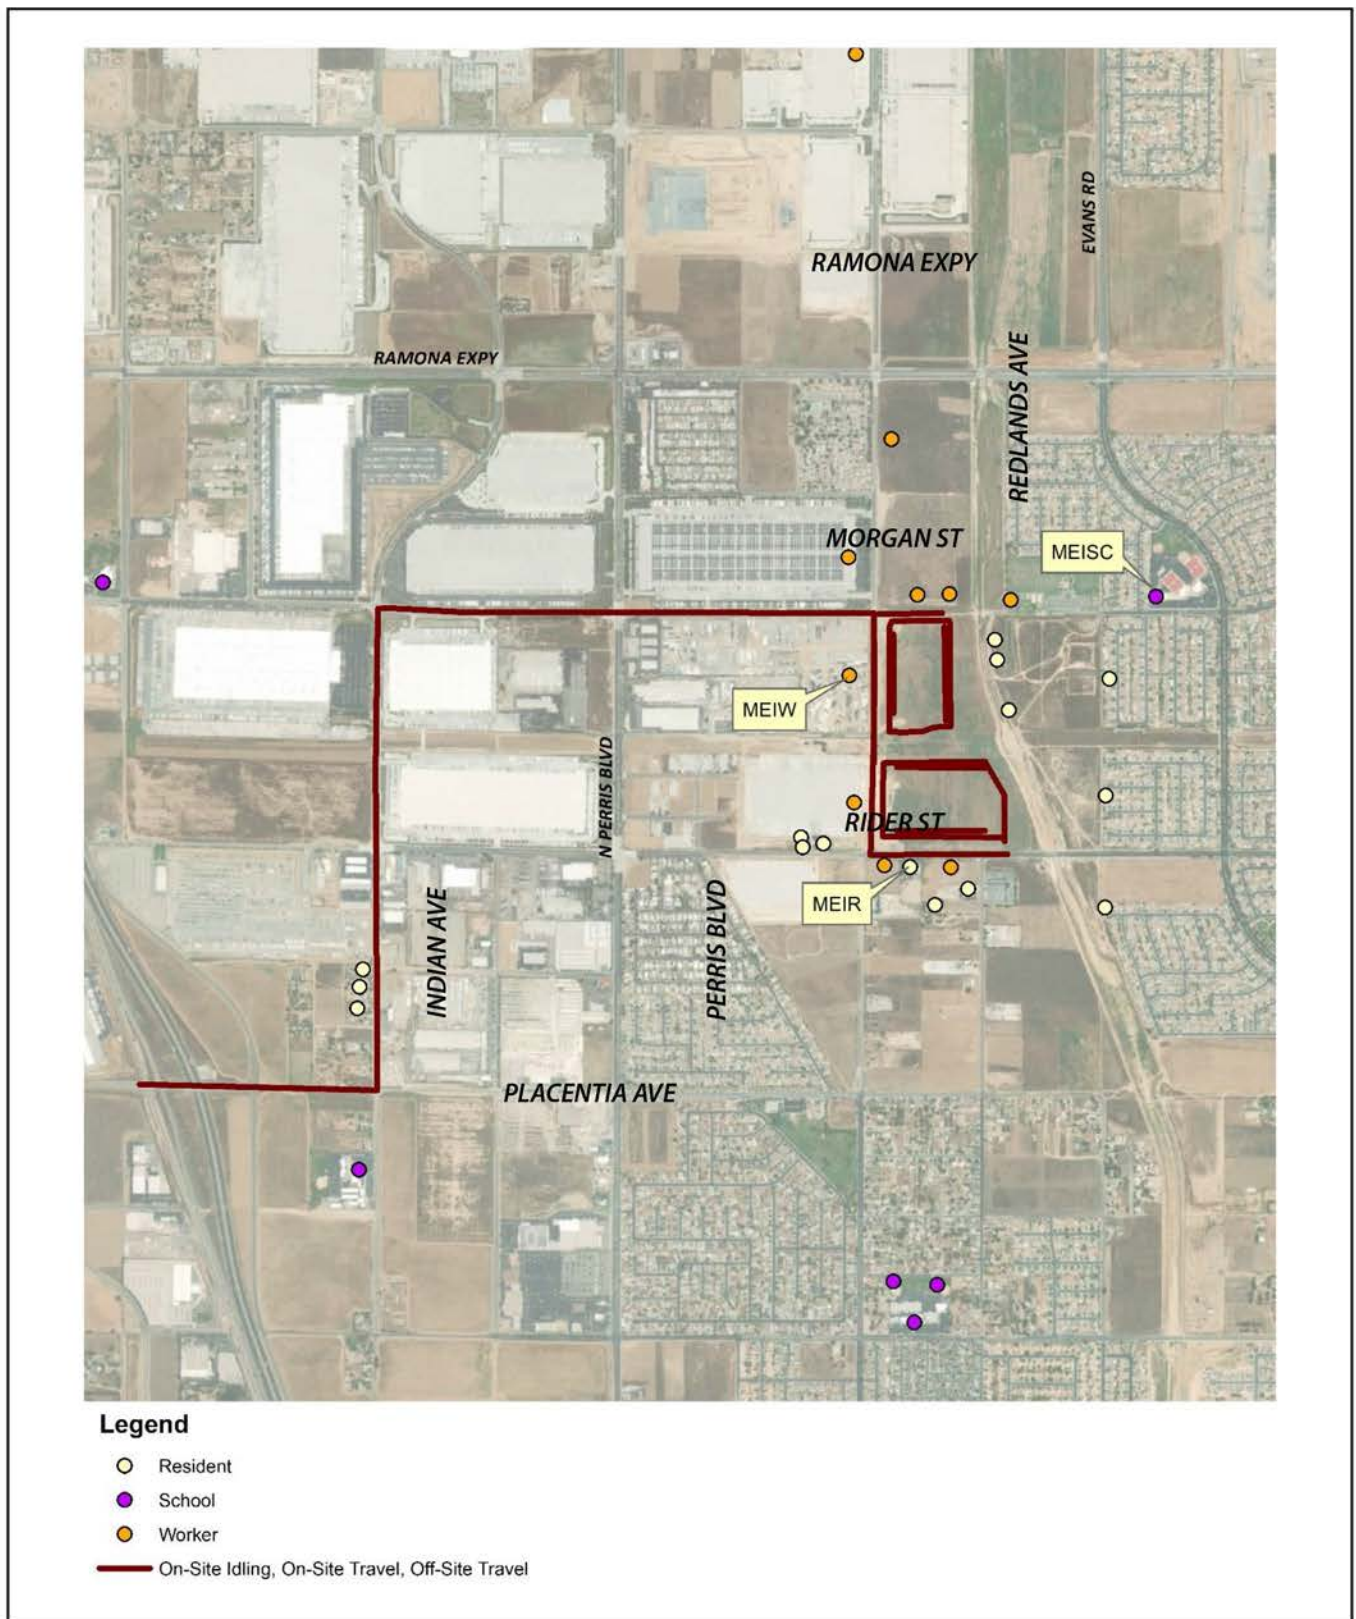 RAMONA EXPY
EVANS RD
RAMONA EXPY
REDLANDS AVE
MORGAN ST
MEISC
MEIW
N PERRIS BLVD
RIDER ST
MEIR
INDIAN AVE
PERRIS BLVD
PLACENTIA AVE
Legend
Resident
School
Worker
On-Site Idling, On-Site Travel, Off-Site Travel